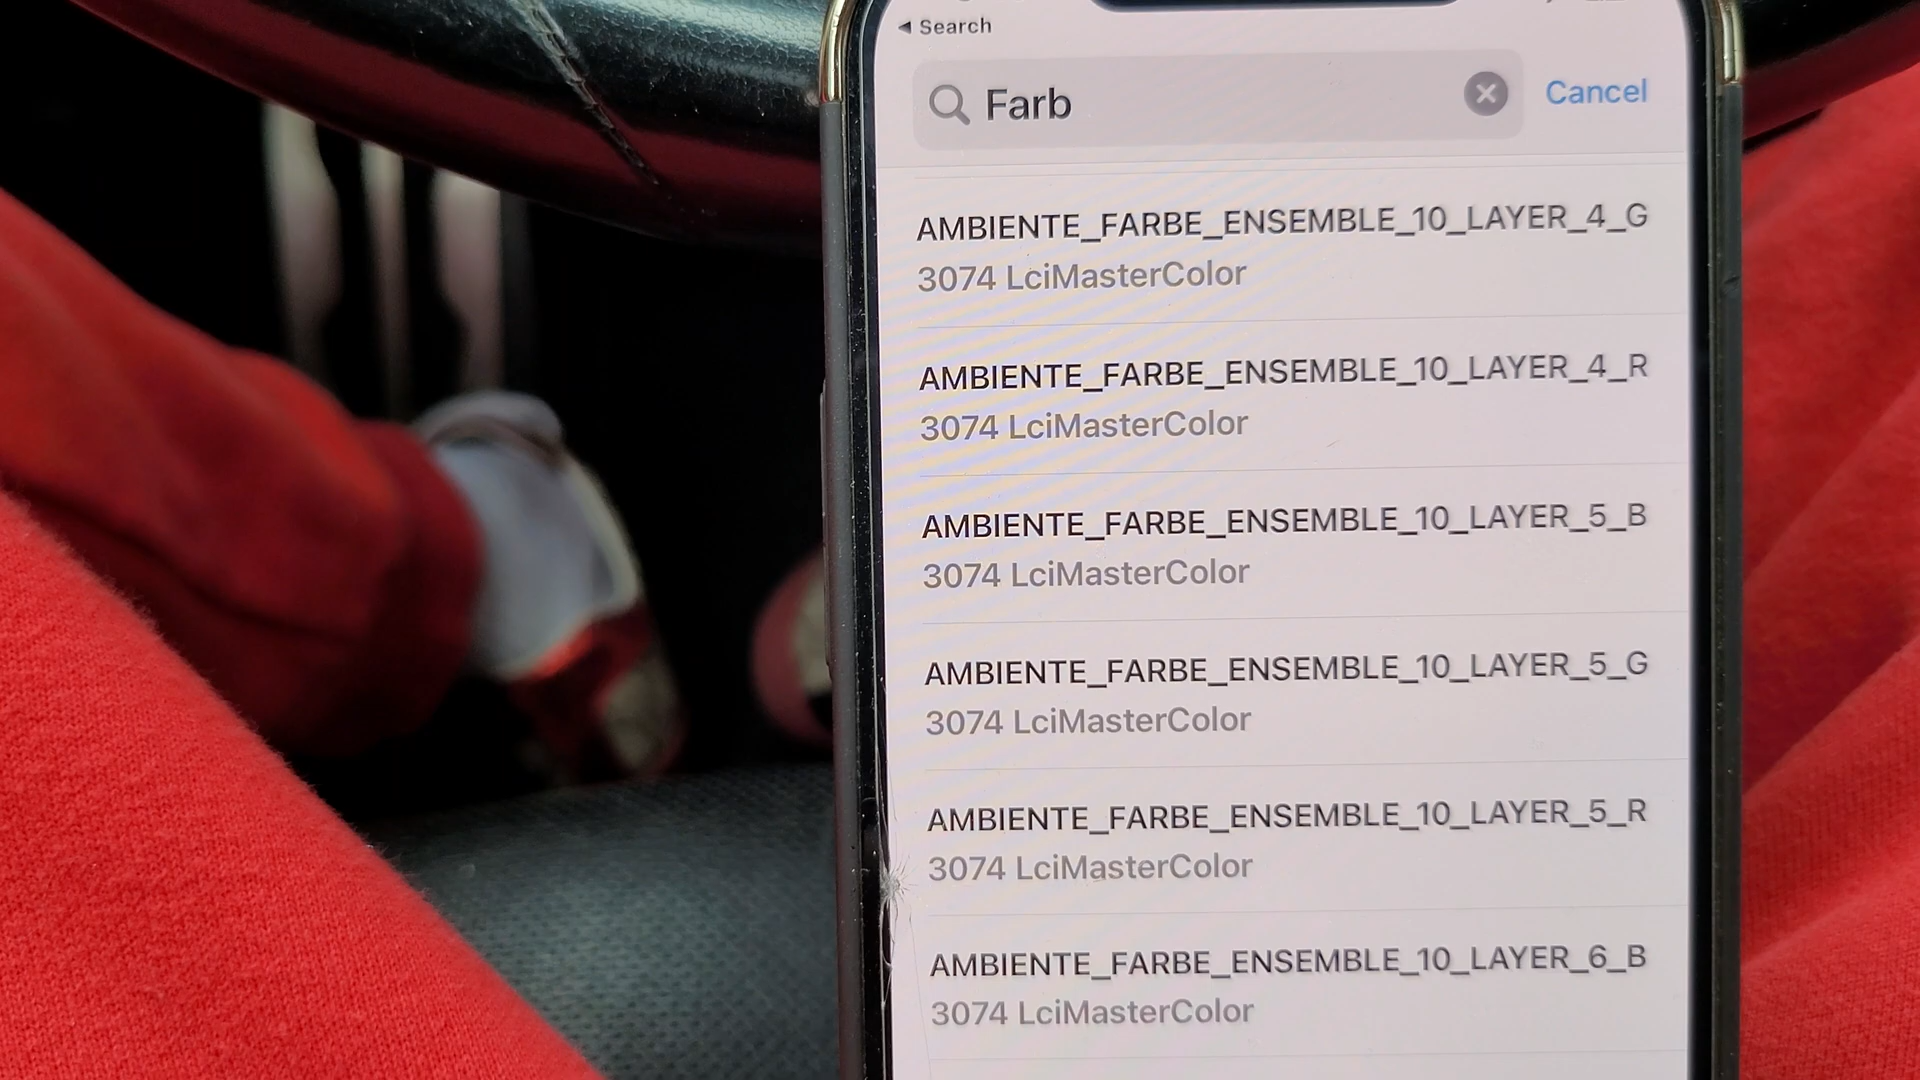 Search
Farb
Cancel
AMBIENTE_FARBE_ENSEMBLE_10_LAYER_4_G
3074 LciMasterColor
AMBIENTE_FARBE_ENSEMBLE_10_LAYER_4_R
3074 LciMasterColor
AMBIENTE_FARBE_ENSEMBLE_10_LAYER_5_B
3074 LciMasterColor
AMBIENTE_FARBE_ENSEMBLE_10_LAYER_5_G
3074 LciMasterColor
AMBIENTE_FARBE_ENSEMBLE_10_LAYER_5_R
3074 LciMasterColor
AMBIENTE_FARBE_ENSEMBLE_10_LAYER_6_B
3074 LciMasterColor